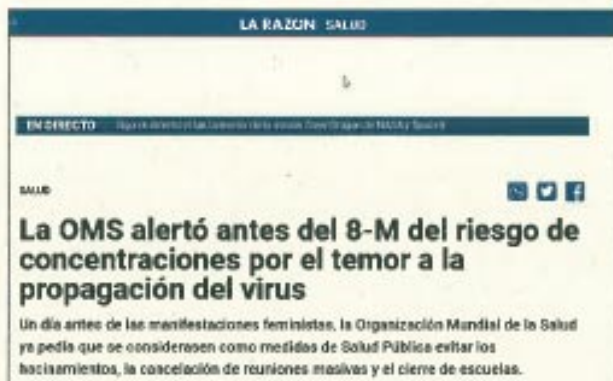 LA RAZON SALUD
EN DIRECTO
SALUD
La OMS alertó antes del 8-M del riesgo de
concentraciones por el temor a la
propagación del virus
Un día antes de las manifestaciones feministas, la Organización Mundial de la Salud
ya pedía que se considerasen como medidas de Salud Pública evitar los
hacinamientos, la cancelación de reuniones masivas y el cierre de escuelas.